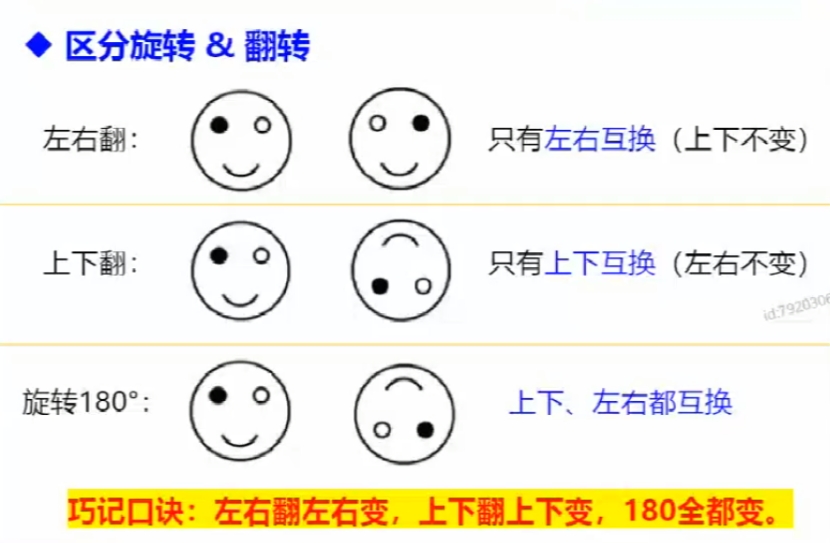 ◆ 区分旋转 & 翻转
左右翻： 只有左右互换（上下不变）
上下翻： 只有上下互换（左右不变）
id:7920306
旋转180°： 上下、左右都互换
巧记口诀：左右翻左右变，上下翻上下变，180全都变。